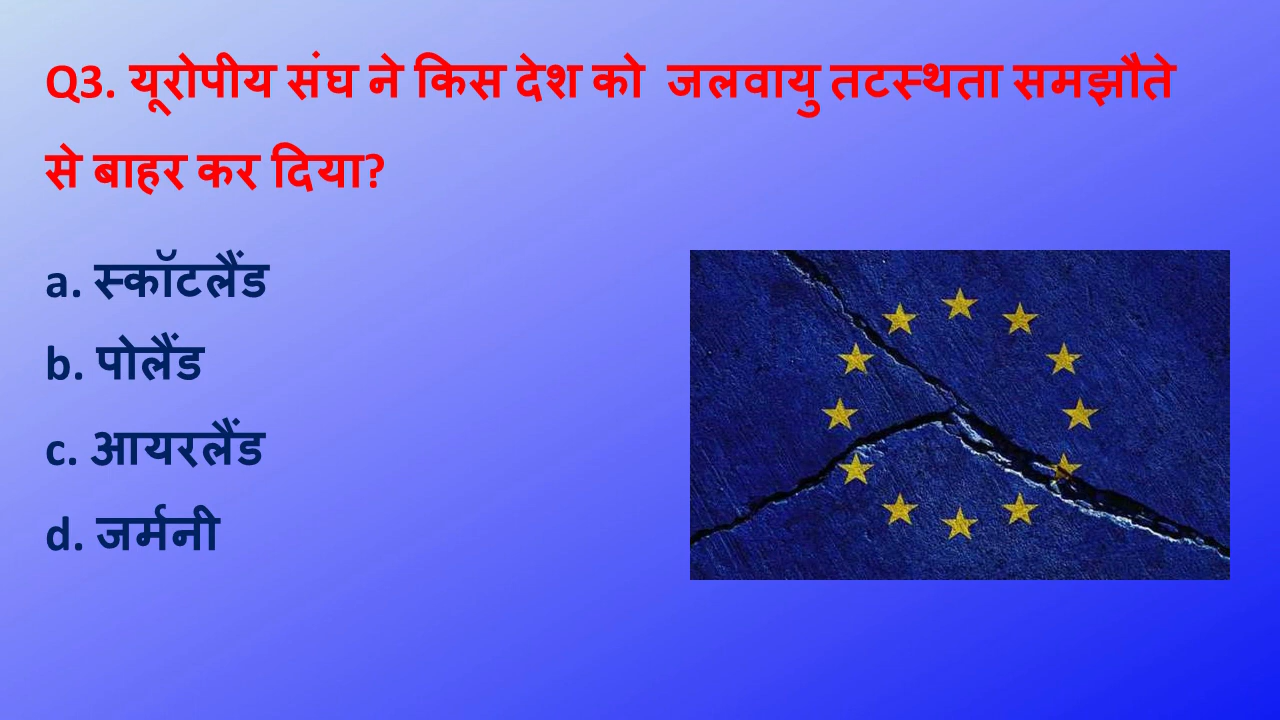 Q3. यूरोपीय संघ ने किस देश को जलवायु तटस्थता समझौते
से बाहर कर दिया?
a. स्कॉटलैंड
b. पोलैंड
c. आयरलैंड
d. जर्मनी